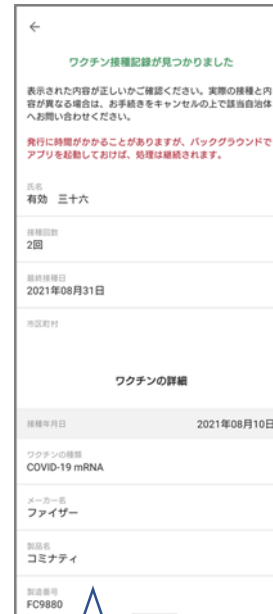 ワクチン接種記録が見つかりました
表示された内容が正しいかご確認ください。実際の接種と内
容が異なる場合は、お手続きをキャンセルの上で該当自治体
へお問い合わせください。
発行に時間がかかることがありますが、バックグラウンドで
アプリを起動しておけば、処理は継続されます。
氏名
有効 三十六
接種回数
2回
最終接種日
2021年08月31日
市区町村
ワクチンの詳細
接種年月日 2021年08月10日
ワクチンの種類
COVID-19 mRNA
メーカー名
ファイザー
製品名
コミナティ
製造番号
FC9880